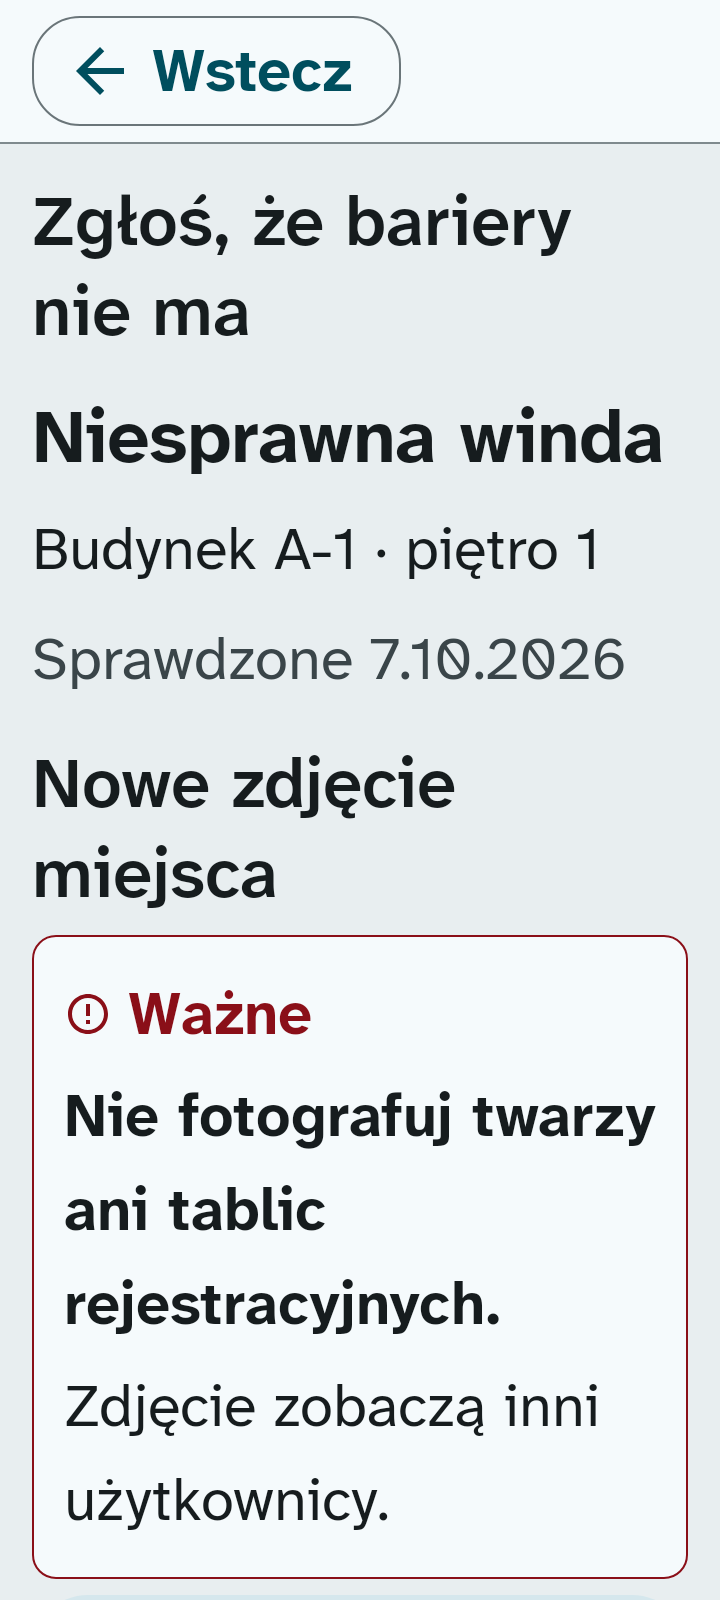 Wstecz
Zgłoś, że bariery
nie ma
Niesprawna winda
Budynek A-1 · piętro 1
Sprawdzone 7.10.2026
Nowe zdjęcie
miejsca
Ważne
Nie fotografuj twarzy
ani tablic
rejestracyjnych.
Zdjęcie zobaczą inni
użytkownicy.